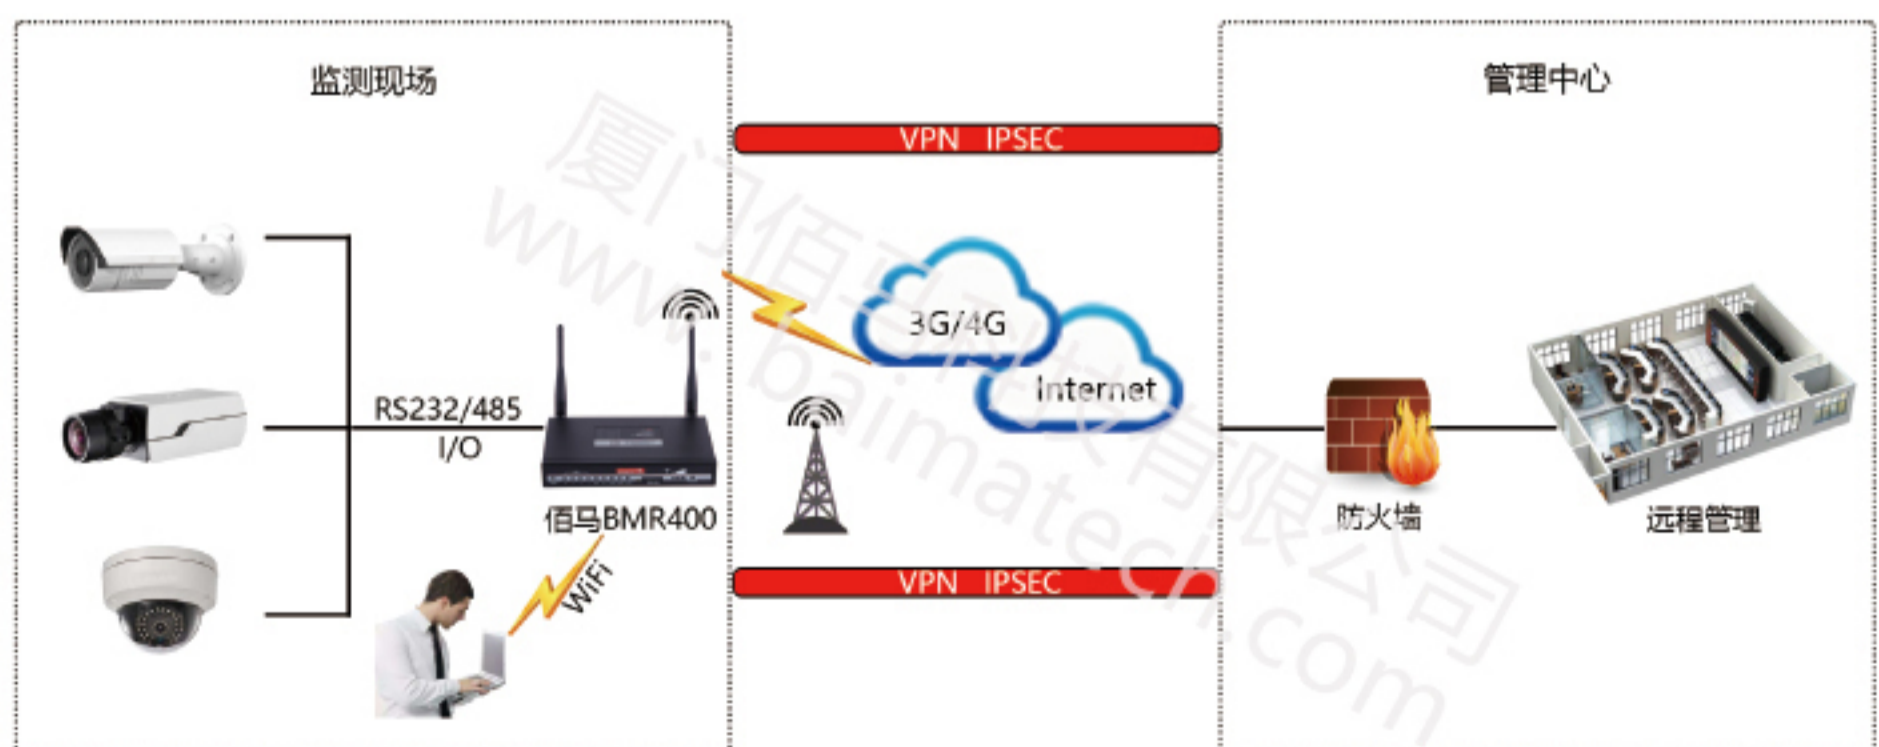 监测现场
管理中心
VPN IPSEC
3G/4G
Internet
RS232/485
I/O
佰马BMR400
WiFi
防火墙
远程管理
VPN IPSEC
厦门佰马科技有限公司
www.baimatech.com